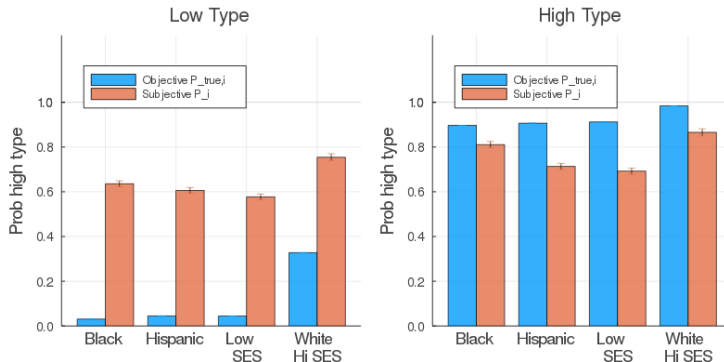 Low Type
Prob high type
1.0
0.8
0.6
0.4
0.2
0.0
Objective P_true,i
Subjective P_i
Black
Hispanic
Low
SES
White
Hi SES
High Type
Prob high type
1.0
0.8
0.6
0.4
0.2
0.0
Objective P_true,i
Subjective P_i
Black
Hispanic
Low
SES
White
Hi SES